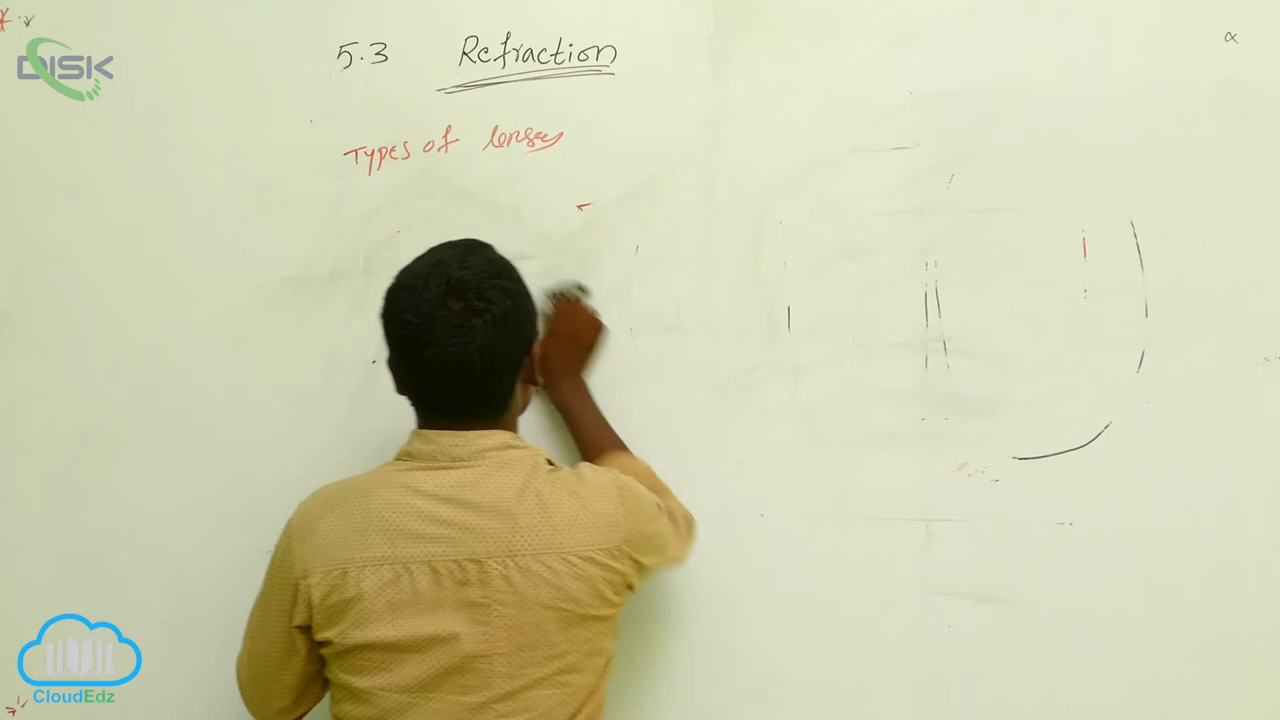 5.3 Refraction
DISK
Types of lenses
α
CloudEdz